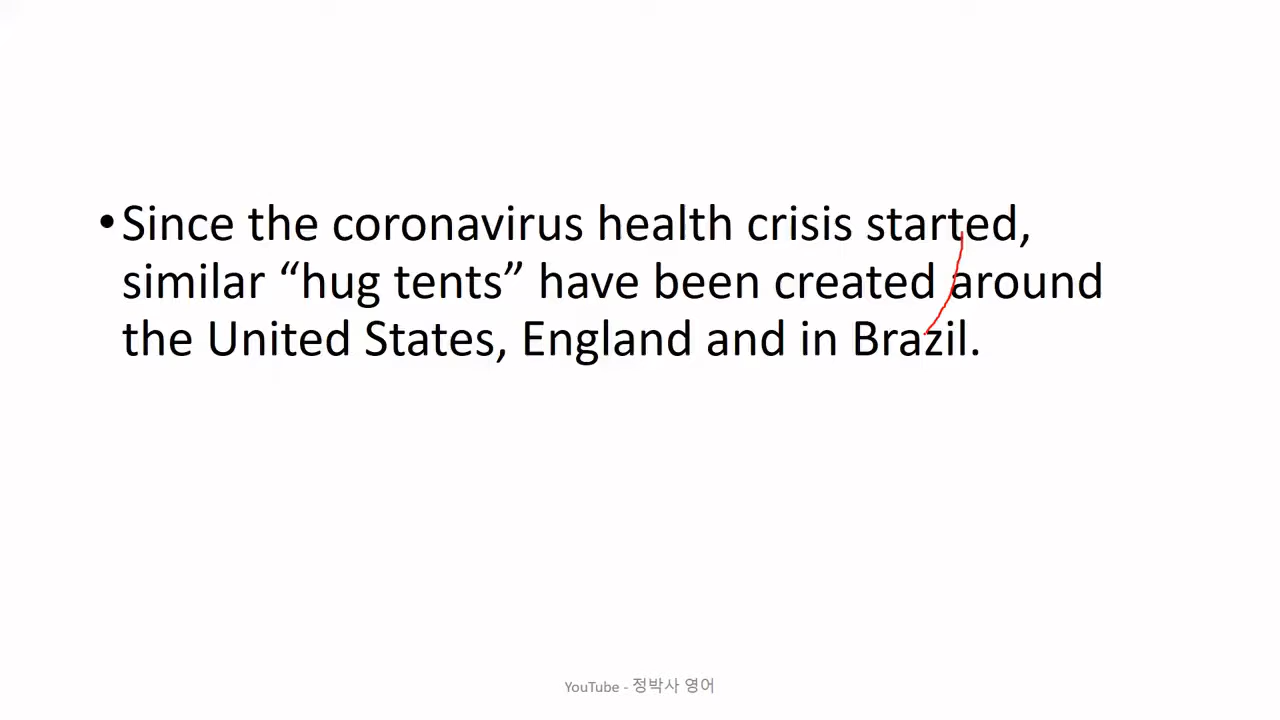 •Since the coronavirus health crisis started,
similar “hug tents” have been created around
the United States, England and in Brazil.
YouTube - 정박사 영어